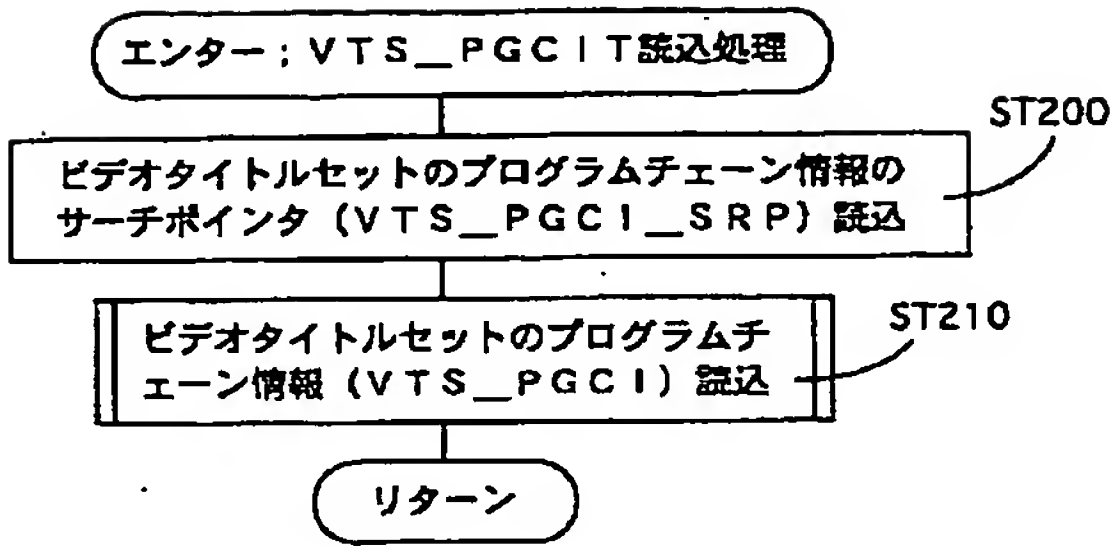 エンター；ＶＴＳ＿ＰＧＣＩＴ読込処理
ST200
ビデオタイトルセットのプログラムチェーン情報の
サーチポインタ（ＶＴＳ＿ＰＧＣＩ＿ＳＲＰ）読込
ST210
ビデオタイトルセットのプログラムチ
ェーン情報（ＶＴＳ＿ＰＧＣＩ）読込
リターン